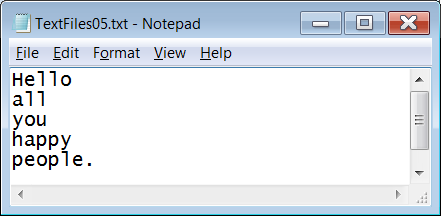 TextFiles05.txt - Notepad
File Edit Format View Help
Hello
all
you
happy
people.